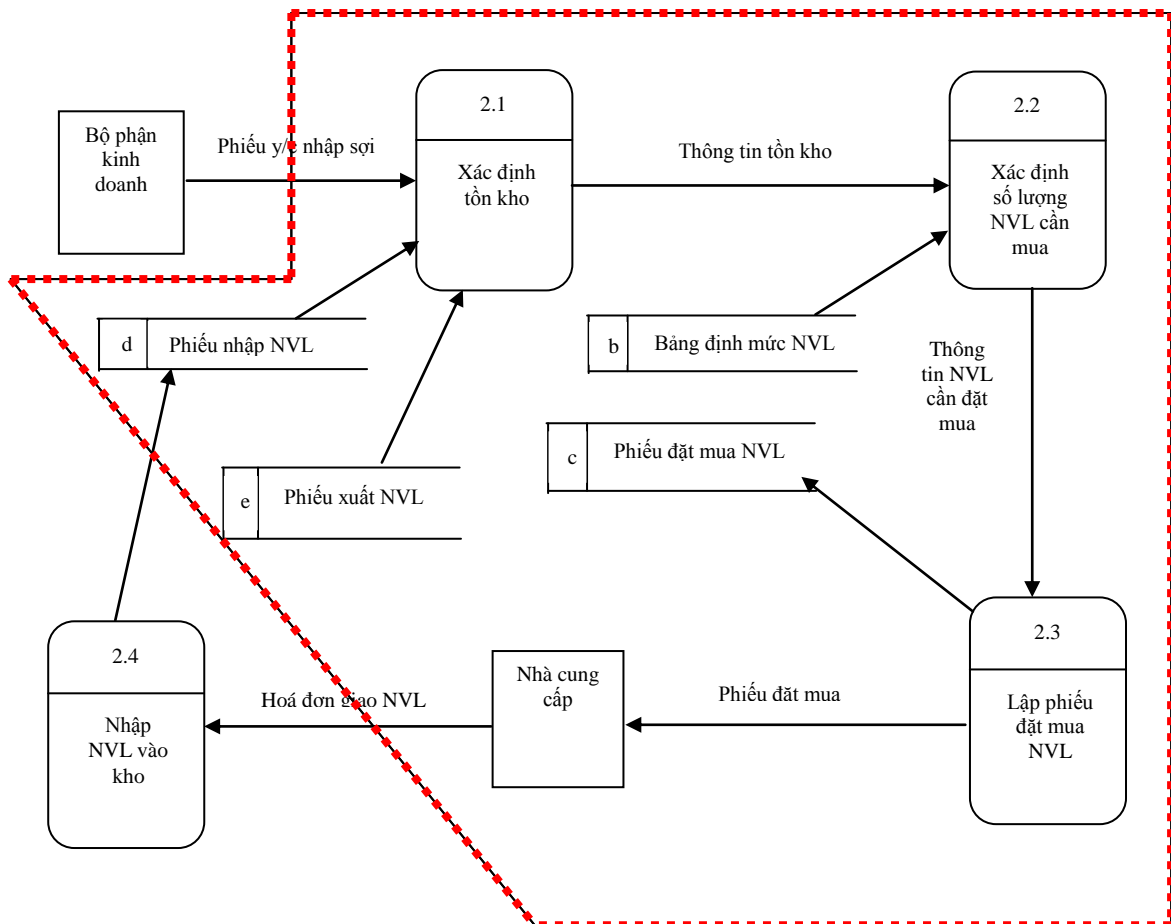 2.1
2.2
Bộ phận
kinh
doanh
Phiếu y/c nhập sợi
Xác định
tồn kho
Thông tin tồn kho
Xác định
số lượng
NVL cần
mua
d
Phiếu nhập NVL
b
Bảng định mức NVL
Thông
tin NVL
cần đặt
mua
c
Phiếu đặt mua NVL
e
Phiếu xuất NVL
2.3
2.4
Nhà cung
cấp
Hoá đơn giao NVL
Phiếu đặt mua
Lập phiếu
đặt mua
NVL
Nhập
NVL vào
kho